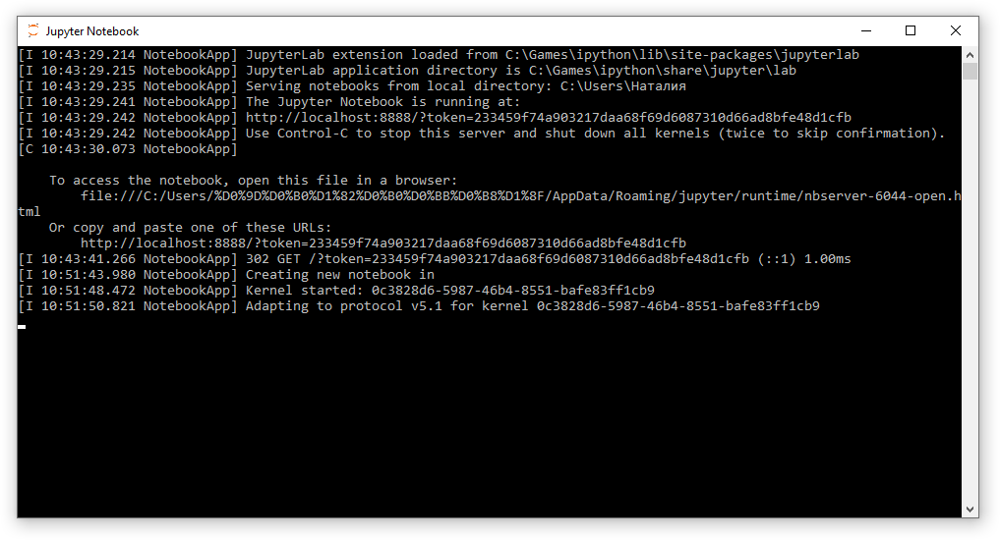 Jupyter Notebook
[I 10:43:29.214 NotebookApp] JupyterLab extension loaded from C:\Games\ipython\lib\site-packages\jupyterlab
[I 10:43:29.215 NotebookApp] JupyterLab application directory is C:\Games\ipython\share\jupyter\lab
[I 10:43:29.235 NotebookApp] Serving notebooks from local directory: C:\Users\Наталия
[I 10:43:29.241 NotebookApp] The Jupyter Notebook is running at:
[I 10:43:29.242 NotebookApp] http://localhost:8888/?token=233459f74a903217daa68f69d6087310d66ad8bfe48d1cfb
[I 10:43:29.242 NotebookApp] Use Control-C to stop this server and shut down all kernels (twice to skip confirmation).
[C 10:43:30.073 NotebookApp]
To access the notebook, open this file in a browser:
file:///C:/Users/%D0%9D%D0%B0%D1%82%D0%B0%D0%BB%D0%B8%D1%8F/AppData/Roaming/jupyter/runtime/nbserver-6044-open.h
tml
Or copy and paste one of these URLs:
http://localhost:8888/?token=233459f74a903217daa68f69d6087310d66ad8bfe48d1cfb
[I 10:43:41.266 NotebookApp] 302 GET /?token=233459f74a903217daa68f69d6087310d66ad8bfe48d1cfb (::1) 1.00ms
[I 10:51:43.980 NotebookApp] Creating new notebook in
[I 10:51:48.472 NotebookApp] Kernel started: 0c3828d6-5987-46b4-8551-bafe83ff1cb9
[I 10:51:50.821 NotebookApp] Adapting to protocol v5.1 for kernel 0c3828d6-5987-46b4-8551-bafe83ff1cb9